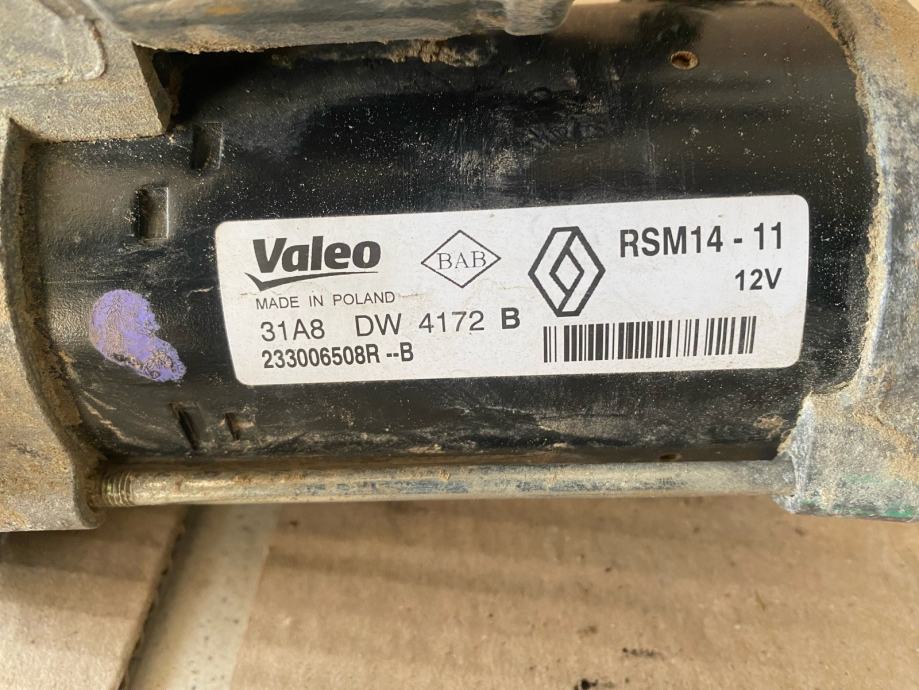 Valeo
BAB
RSM14 - 11
12V
MADE IN POLAND
31A8 DW 4172 B
233006508R --B